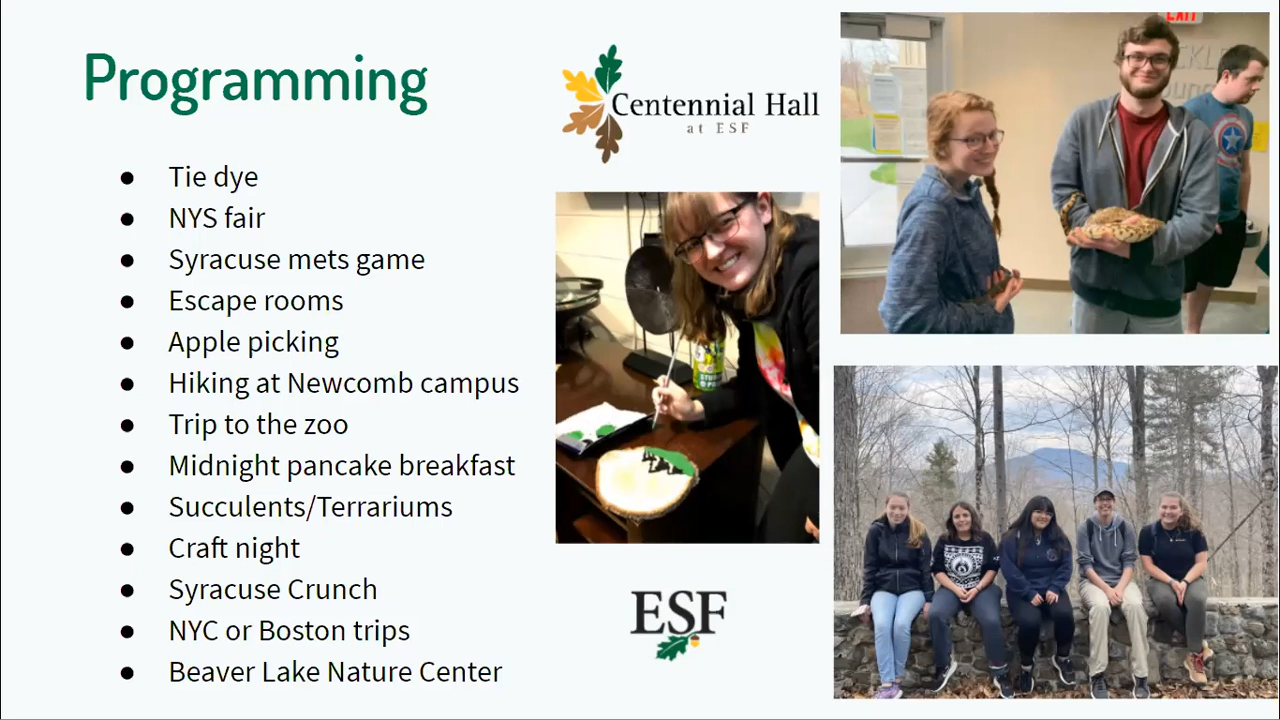 Programming
Tie dye
NYS fair
Syracuse mets game
Escape rooms
Apple picking
Hiking at Newcomb campus
Trip to the zoo
Midnight pancake breakfast
Succulents/Terrariums
Craft night
Syracuse Crunch
NYC or Boston trips
Beaver Lake Nature Center
Centennial Hall
at ESF
ESF
EXIT